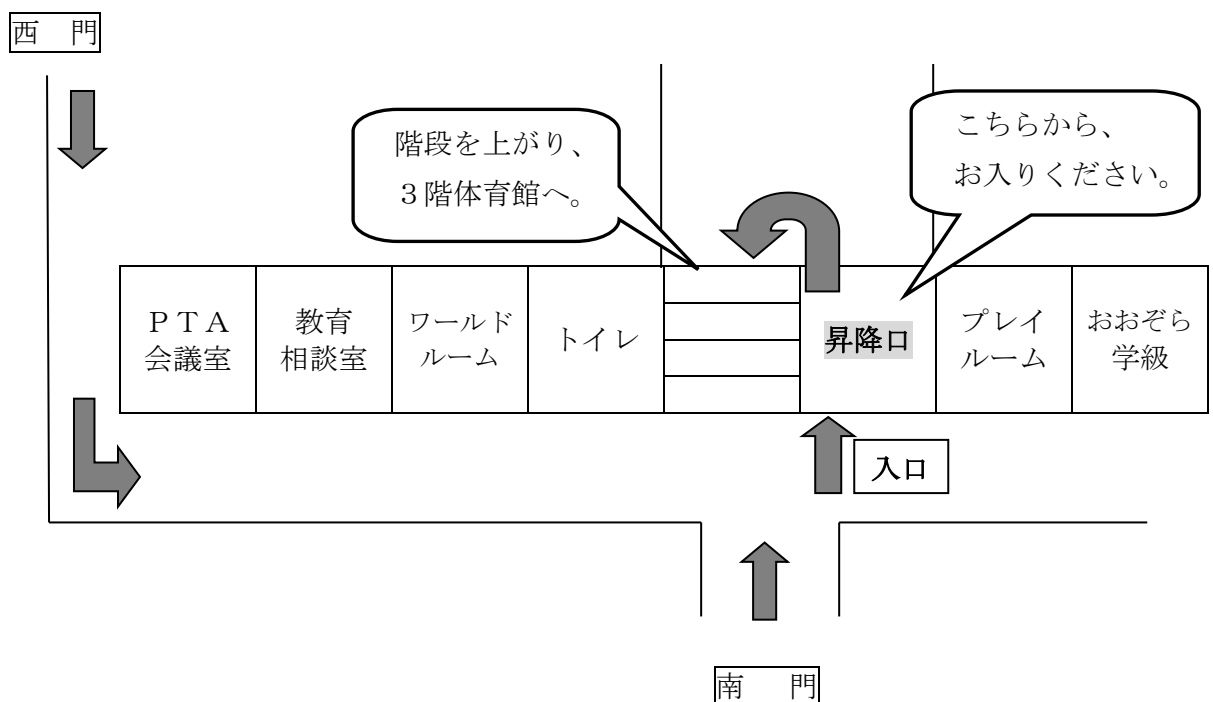 西　門
階段を上がり、
３階体育館へ。
こちらから、
お入りください。
ＰＴＡ
会議室
教育
相談室
ワールド
ルーム
トイレ
昇降口
プレイ
ルーム
おおぞら
学級
入口
南　門